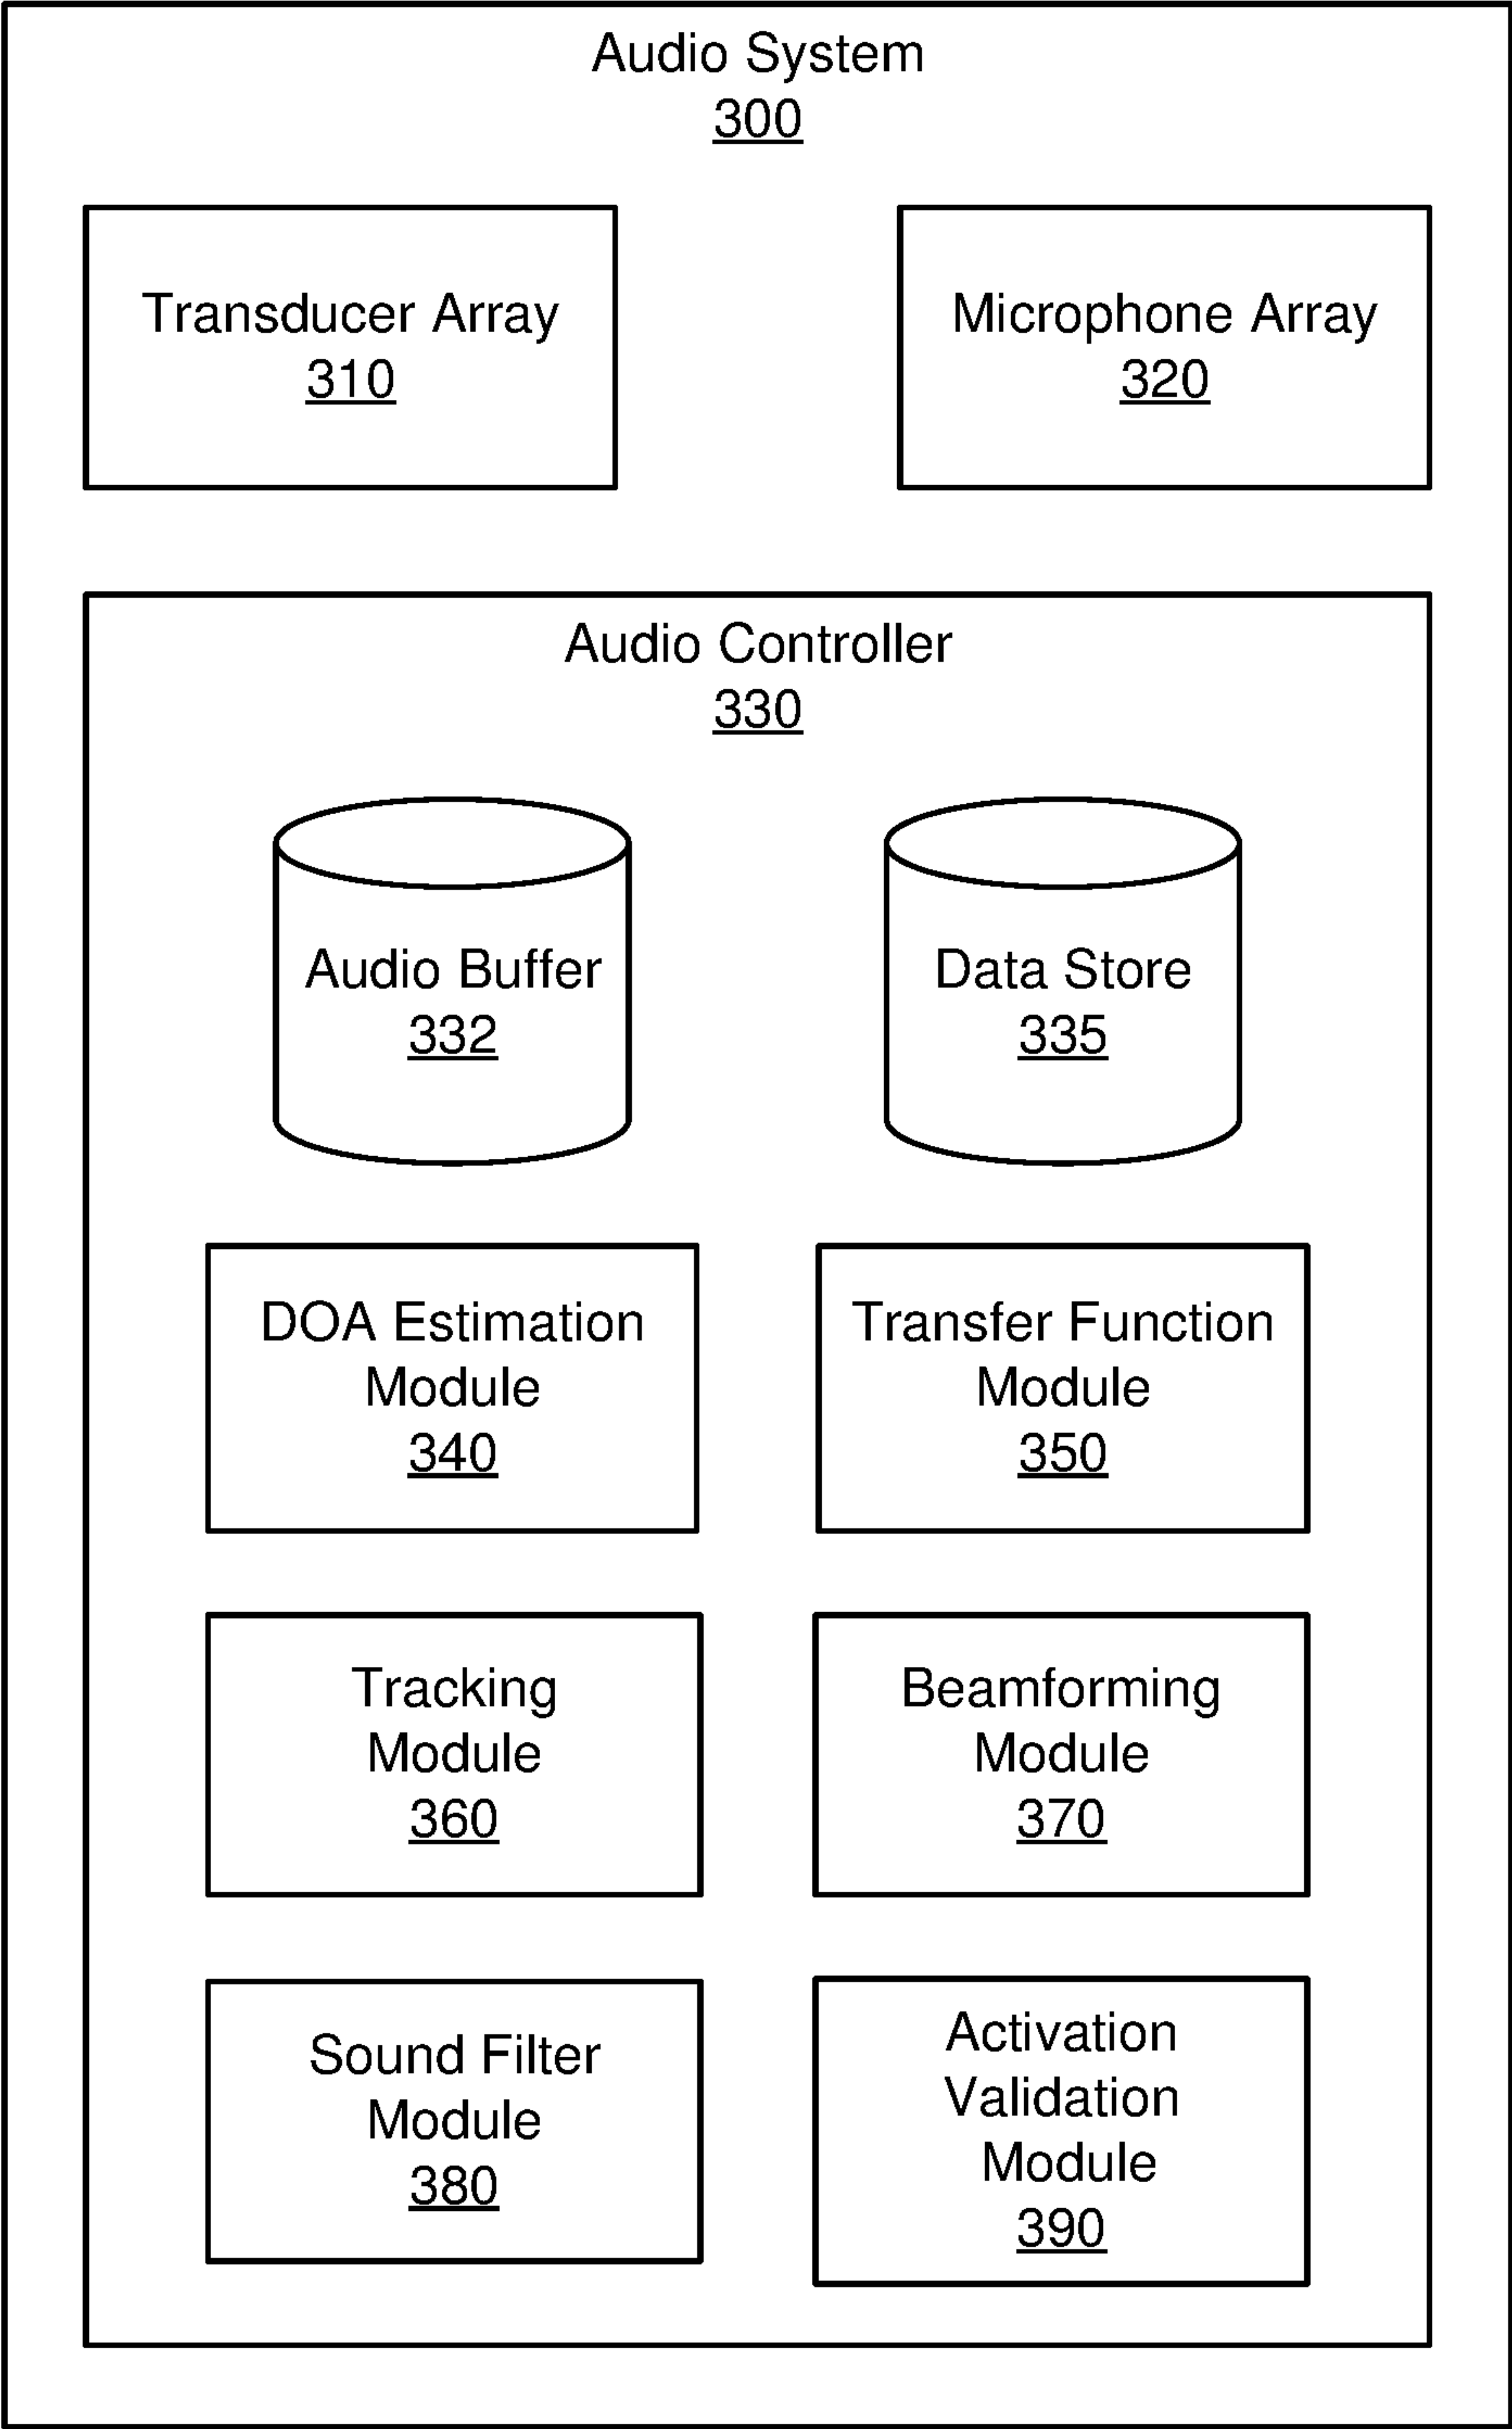 Audio System
300
Transducer Array
310
Microphone Array
320
Audio Controller
330
Audio Buffer
332
Data Store
335
DOA Estimation
Module
340
Transfer Function
Module
350
Tracking
Module
360
Beamforming
Module
370
Sound Filter
Module
380
Activation
Validation
Module
390